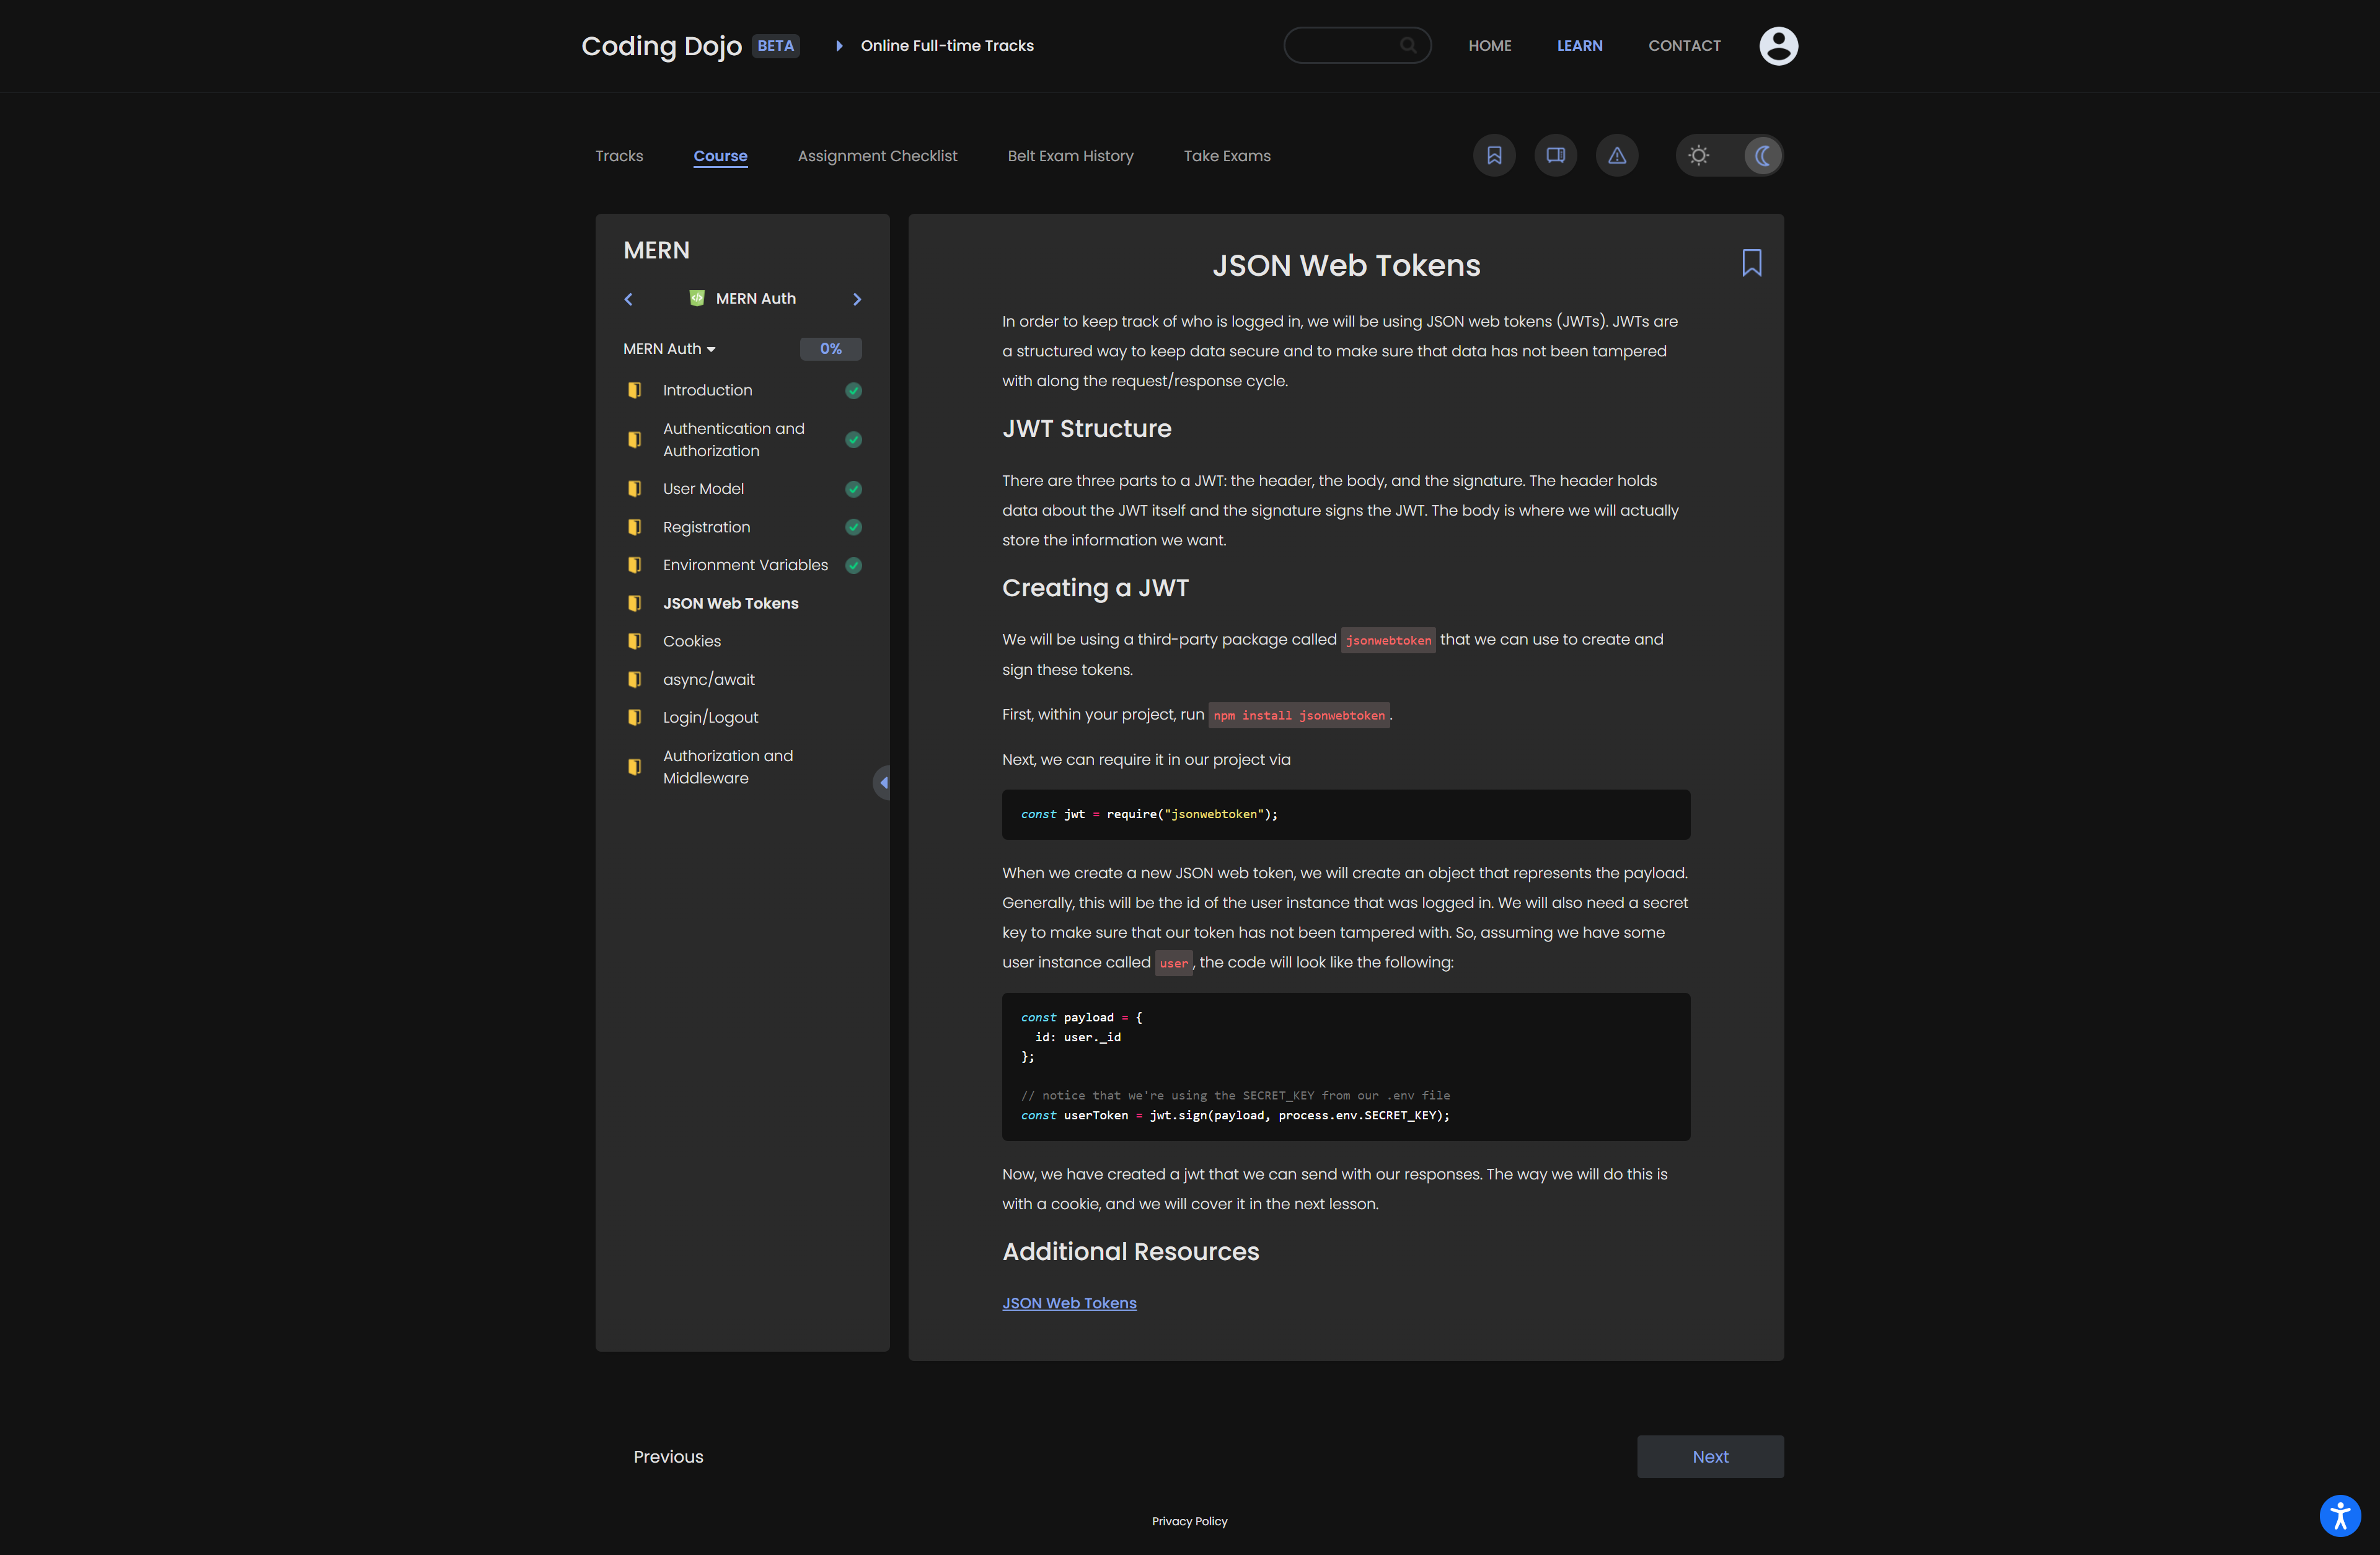 Coding Dojo BETA Online Full-time Tracks HOME LEARN CONTACT
Tracks Course Assignment Checklist Belt Exam History Take Exams
MERN
MERN Auth
MERN Auth 0%
Introduction
Authentication and
Authorization
User Model
Registration
Environment Variables
JSON Web Tokens
Cookies
async/await
Login/Logout
Authorization and
Middleware
JSON Web Tokens
In order to keep track of who is logged in, we will be using JSON web tokens (JWTs). JWTs are
a structured way to keep data secure and to make sure that data has not been tampered
with along the request/response cycle.
JWT Structure
There are three parts to a JWT: the header, the body, and the signature. The header holds
data about the JWT itself and the signature signs the JWT. The body is where we will actually
store the information we want.
Creating a JWT
We will be using a third-party package called jsonwebtoken that we can use to create and
sign these tokens.
First, within your project, run npm install jsonwebtoken.
Next, we can require it in our project via
const jwt = require("jsonwebtoken");
When we create a new JSON web token, we will create an object that represents the payload.
Generally, this will be the id of the user instance that was logged in. We will also need a secret
key to make sure that our token has not been tampered with. So, assuming we have some
user instance called user, the code will look like the following:
const payload = {
  id: user._id
};
// notice that we're using the SECRET_KEY from our .env file
const userToken = jwt.sign(payload, process.env.SECRET_KEY);
Now, we have created a jwt that we can send with our responses. The way we will do this is
with a cookie, and we will cover it in the next lesson.
Additional Resources
JSON Web Tokens
Previous Next
Privacy Policy